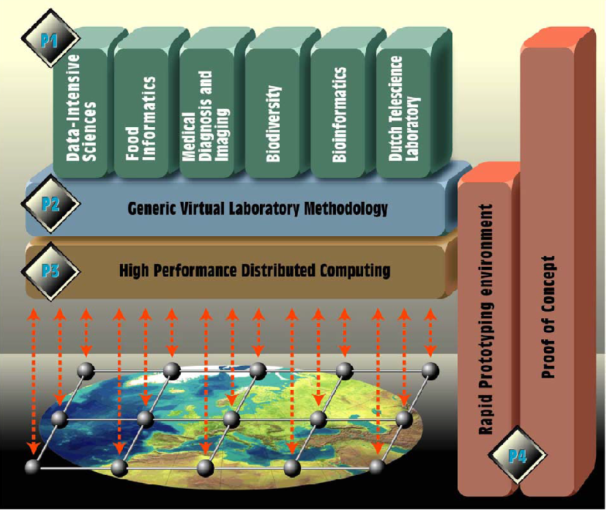 P1
Data-Intensive
Sciences
Food
Informatics
Medical
Diagnosis and
Imaging
Biodiversity
Bioinformatics
Dutch Telescience
Laboratory
P2
Generic Virtual Laboratory Methodology
P3
High Performance Distributed Computing
Rapid Prototyping environment
Proof of Concept
P4